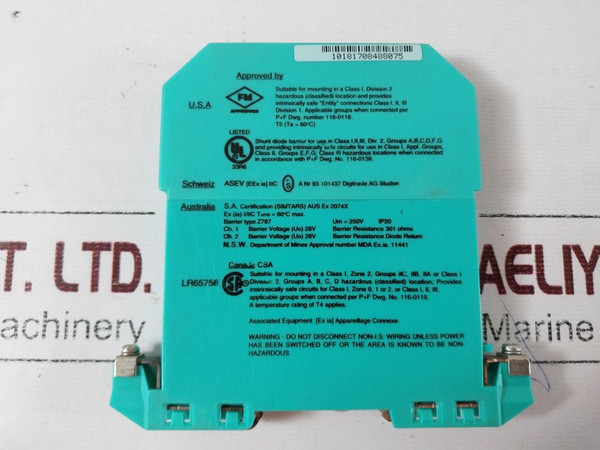 10181708488075
Approved by
U.S.A
FM
APPROVED
Suitable for mounting in a Class I, Division 2
hazardous (classified) location and provides
intrinsically safe "Entity" connections Class I, II, III
Division 1. Applicable groups when connected per
P+F Dwg. number 116-0118.
T5 (Ta = 60°C)
LISTED
UL
Shunt diode barrier for use in Class I,II,III, Div. 2, Groups A,B,C,D,F,G
and providing intrinsically safe circuits for use in Class I, Appl. Groups,
Class II, Groups E,F,G; Class III hazardous locations when connected
in accordance with P+F Dwg. No. 116-0139.
Schweiz
ASEV [EEx ia] IIC
S
A Nr 93 101437 Digitrade AG Studen
Australia
S.A. Certification (SIMTARS) AUS Ex 2074X
Ex (ia) I/IIC Tamb = 60°C max.
Barrier type Z787 Um = 250V IP20
Ch. 1 Barrier Voltage (Uo) 28V Barrier Resistance 301 ohms
Ch. 2 Barrier Voltage (Uo) 28V Barrier Resistance Diode Return
N.S.W. Department of Mines Approval number MDA Ex.ia. 11441
Canada CSA
LR65756
Suitable for mounting in a Class I, Zone 2, Groups IIC, IIB, IIA or Class I
Division 2, Groups A, B, C, D hazardous (classified) location; Provides
intrinsically safe circuits for Class I, Zone 0, 1 or 2, or Class I, II, III,
applicable groups when connected per P+F Dwg. No. 116-0119.
A temperature rating of T4 applies.
Associated Equipment [Ex ia] Appareillage Connexe
WARNING - DO NOT DISCONNECT NON-I.S. WIRING UNLESS POWER
HAS BEEN SWITCHED OFF OR THE AREA IS KNOWN TO BE NON-
HAZARDOUS.
T. LTD.
achinery
AELIY
Marine